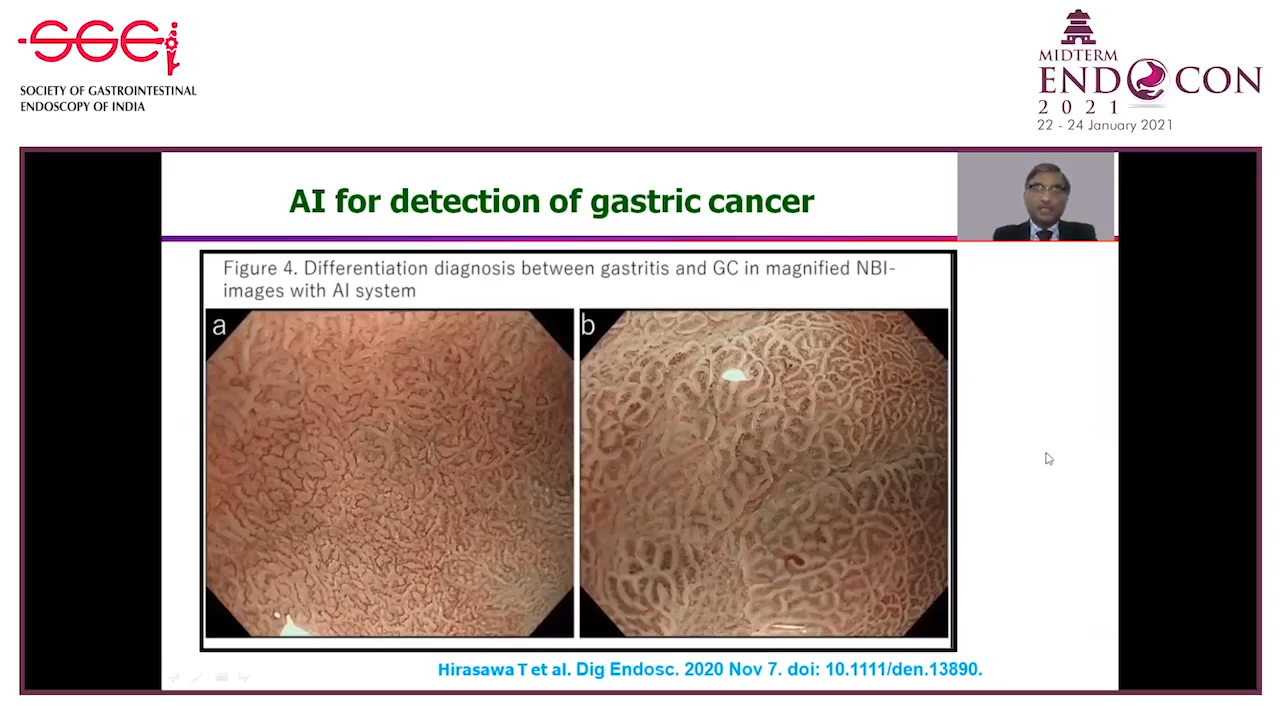 SGEi
SOCIETY OF GASTROINTESTINAL
ENDOSCOPY OF INDIA
MIDTERM
ENDOCON
2021
22 - 24 January 2021
AI for detection of gastric cancer
Figure 4. Differentiation diagnosis between gastritis and GC in magnified NBI-
images with AI system
a
b
Hirasawa T et al. Dig Endosc. 2020 Nov 7. doi: 10.1111/den.13890.